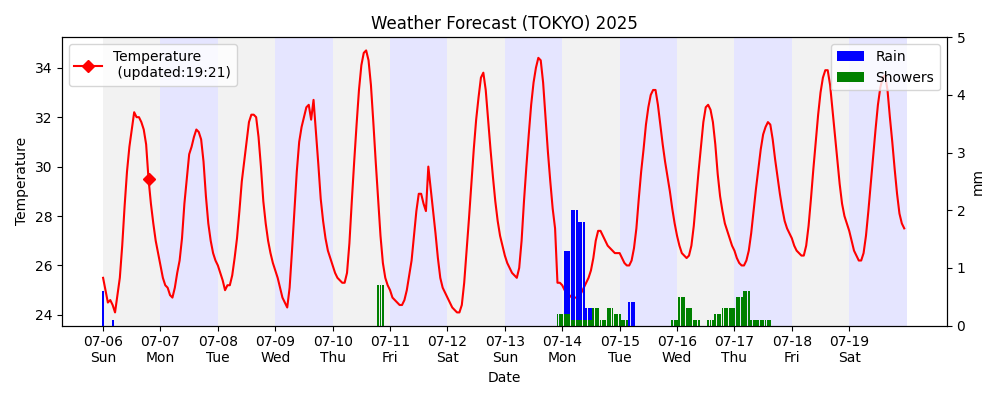 Weather Forecast (TOKYO) 2025
Temperature
(updated:19:21)
Rain
Showers
34
32
30
28
26
24
Temperature
5
4
3
2
1
0
mm
07-06 07-07 07-08 07-09 07-10 07-11 07-12 07-13 07-14 07-15 07-16 07-17 07-18 07-19
Sun Mon Tue Wed Thu Fri Sat Sun Mon Tue Wed Thu Fri Sat
Date